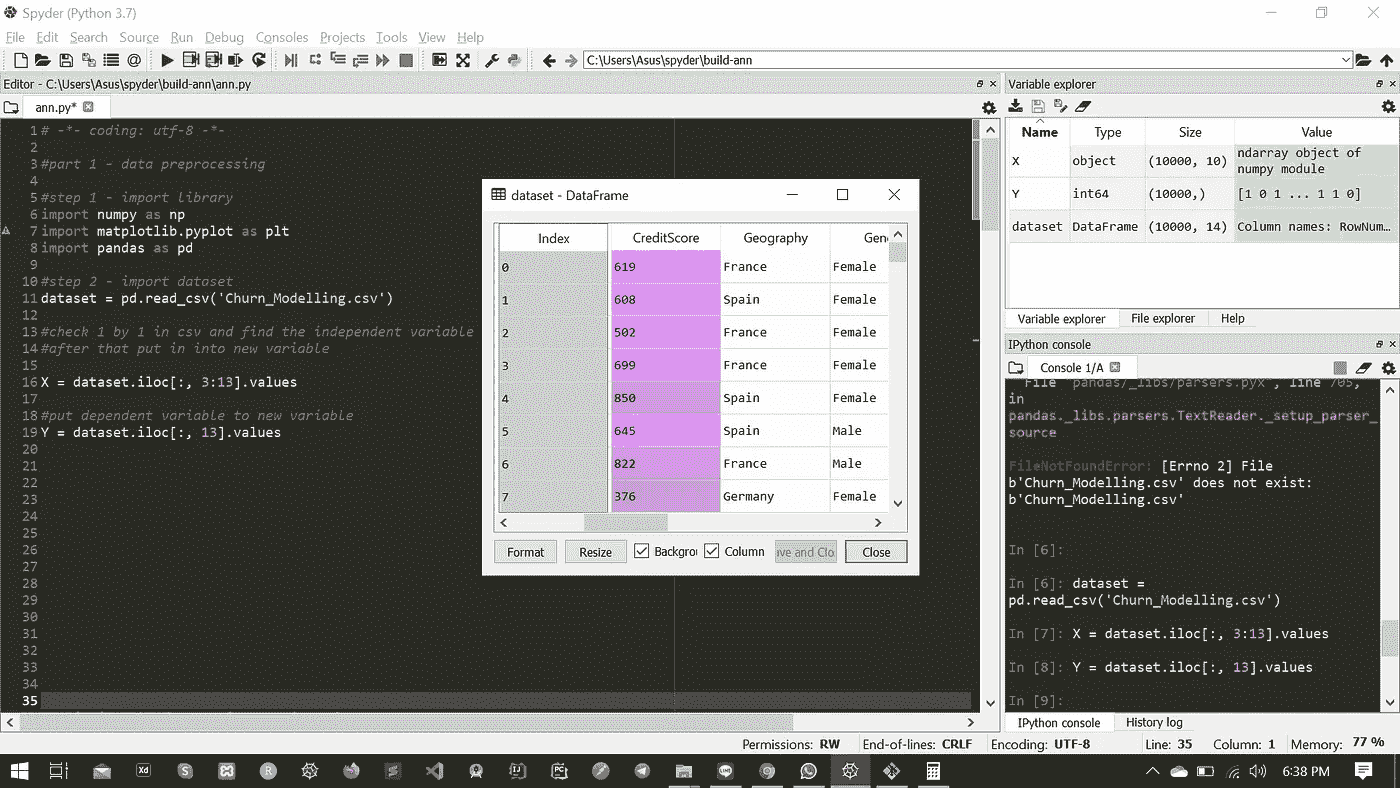 Spyder (Python 3.7)
File Edit Search Source Run Debug Consoles Projects Tools View Help
C:\Users\Asus\spyder\build-ann
Editor - C:\Users\Asus\spyder\build-ann\ann.py
ann.py*
1 # -*- coding: utf-8 -*-
2
3 #part 1 - data preprocessing
4
5 #step 1 - import library
6 import numpy as np
7 import matplotlib.pyplot as plt
8 import pandas as pd
9
10 #step 2 - import dataset
11 dataset = pd.read_csv('Churn_Modelling.csv')
12
13 #check 1 by 1 in csv and find the independent variable
14 #after that put in into new variable
15
16 X = dataset.iloc[:, 3:13].values
17
18 #put dependent variable to new variable
19 Y = dataset.iloc[:, 13].values
20
21
22
23
24
25
26
27
28
29
30
31
32
33
34
35
dataset - DataFrame
Index CreditScore Geography Gen
0 619 France Female
1 608 Spain Female
2 502 France Female
3 699 France Female
4 850 Spain Female
5 645 Spain Male
6 822 France Male
7 376 Germany Female
Format Resize Backgrou Column ive and Clo Close
Variable explorer
Name Type Size Value
X object (10000, 10) ndarray object of
numpy module
Y int64 (10000,) [1 0 1 ... 1 1 0]
dataset DataFrame (10000, 14) Column names: RowNum…
Variable explorer File explorer Help
IPython console
Console 1/A
File "pandas/_libs/parsers.pyx", line 705,
in
pandas._libs.parsers.TextReader._setup_parser_
source
FileNotFoundError: [Errno 2] File
b'Churn_Modelling.csv' does not exist:
b'Churn_Modelling.csv'
In [6]:
In [6]: dataset =
pd.read_csv('Churn_Modelling.csv')
In [7]: X = dataset.iloc[:, 3:13].values
In [8]: Y = dataset.iloc[:, 13].values
In [9]:
IPython console History log
Permissions: RW End-of-lines: CRLF Encoding: UTF-8 Line: 35 Column: 1 Memory: 77 %
6:38 PM